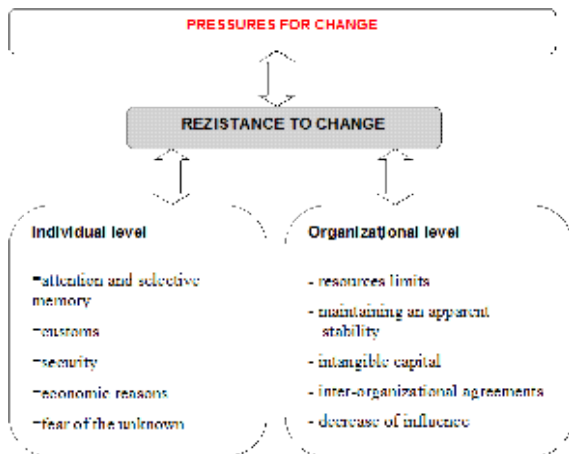 PRESSURES FOR CHANGE
REZISTANCE TO CHANGE
Individual level
-attention and selective
memory
-customs
-security
-economic reasons
-fear of the unknown
Organizational level
- resources limits
- maintaining an apparent
stability
- intangible capital
- inter-organizational agreements
- decrease of influence